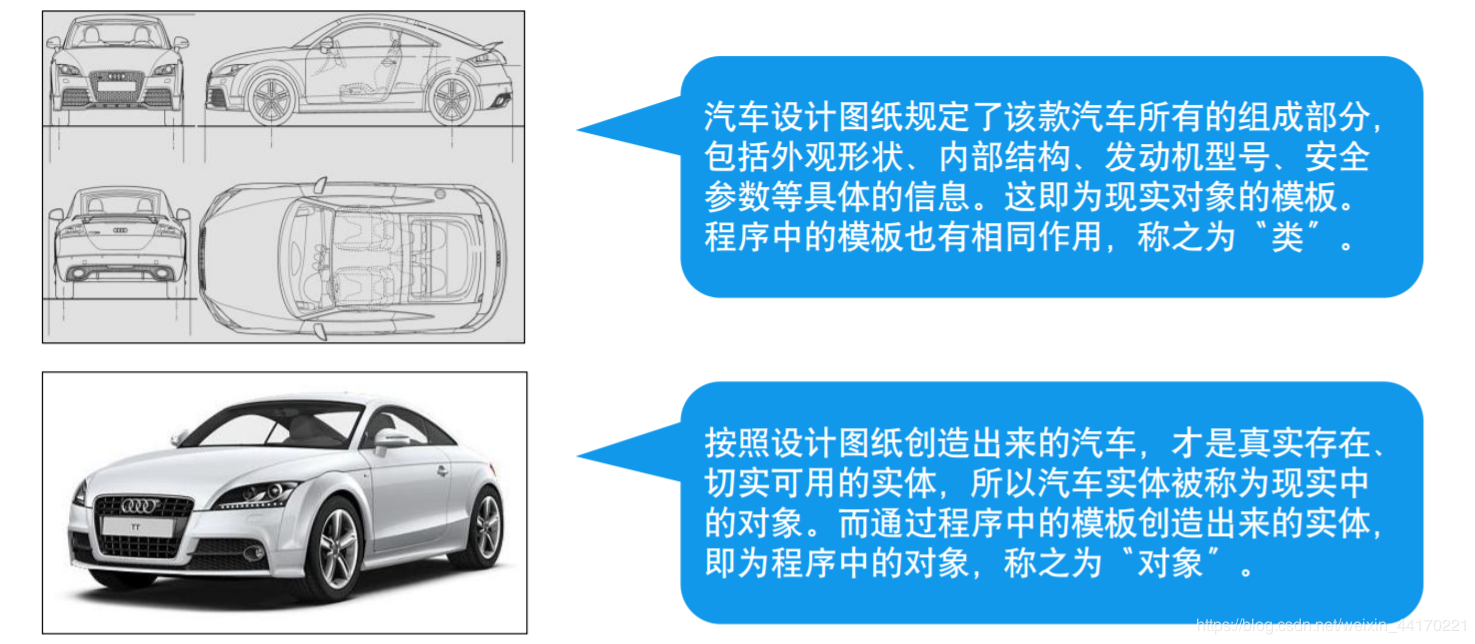 汽车设计图纸规定了该款汽车所有的组成部分，
包括外观形状、内部结构、发动机型号、安全
参数等具体的信息。这即为现实对象的模板。
程序中的模板也有相同作用，称之为〝类〞。
TT
按照设计图纸创造出来的汽车，才是真实存在、
切实可用的实体，所以汽车实体被称为现实中
的对象。而通过程序中的模板创造出来的实体，
即为程序中的对象，称之为〝对象〞。
https://blog.csdn.net/weixin_44170221